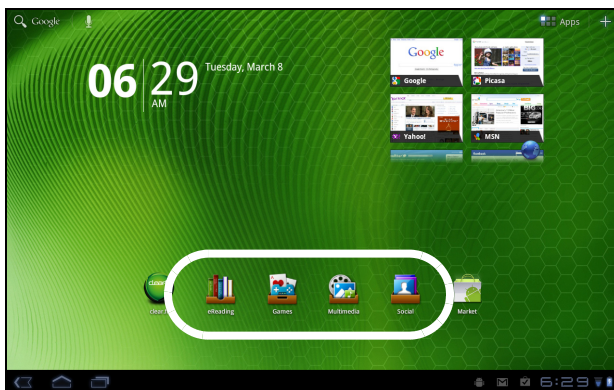 Google
Apps
06 29
AM
Tuesday, March 8
Google
Google
Picasa
Yahoo!
MSN
eReading
Games
Multimedia
Social
Market
6:29